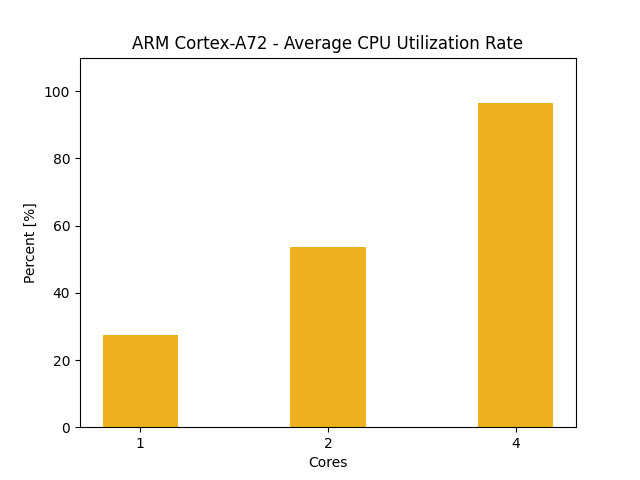 ARM Cortex-A72 - Average CPU Utilization Rate
Percent [%]
100
80
60
40
20
0
1 2 4
Cores